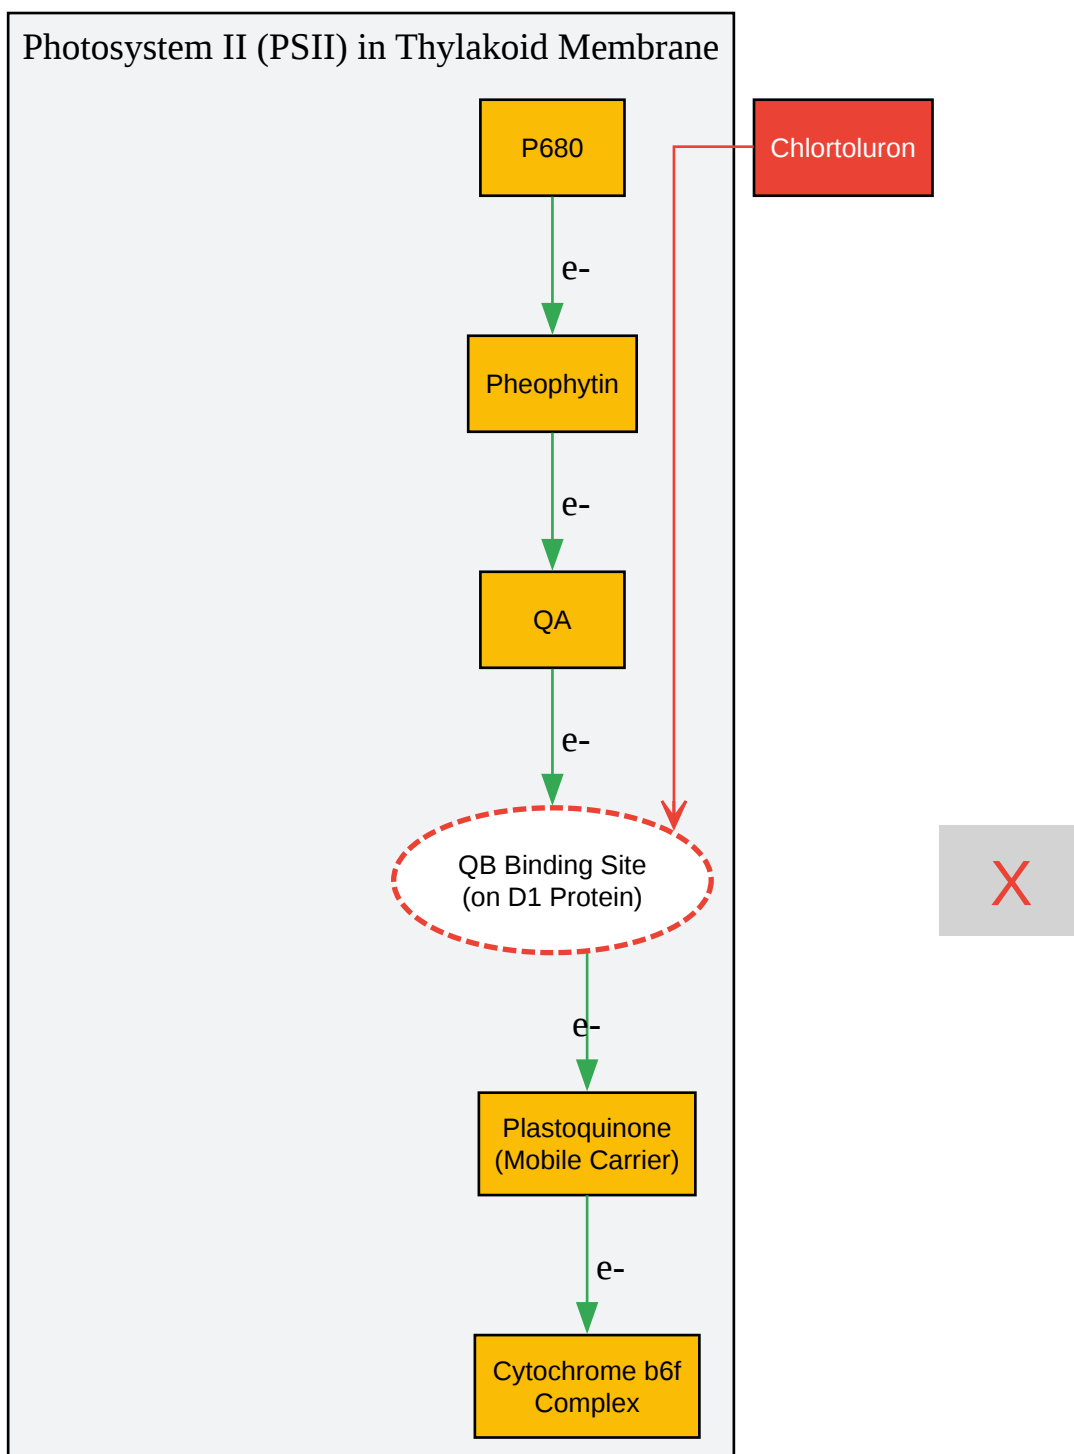 Photosystem II (PSII) in Thylakoid Membrane
P680
Chlortoluron
e-
Pheophytin
e-
QA
e-
QB Binding Site
(on D1 Protein)
X
e-
Plastoquinone
(Mobile Carrier)
e-
Cytochrome b6f
Complex